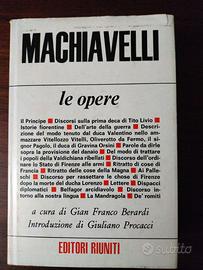 MACHIAVELLI
le opere
Il Principe ■ Discorsi sulla prima deca di Tito Livio ■
Istorie fiorentine ■ Dell'arte della guerra ■ Descri-
zione del modo tenuto dal duca Valentino nello am-
mazzare Vitellozzo Vitelli, Oliverotto da Fermo, il si-
gnor Pagolo, il duca di Gravina Orsini ■ Parole da dirle
sopra la provisione del danaio ■ Del modo di trattare
i popoli della Valdichiana ribellati ■ Discorso dell'ordi-
nare lo Stato di Firenze alle armi ■ Ritratto di cose di
Francia ■ Ritratto delle cose della Magna ■ Ai Palle-
schi ■ Discorso per rassettare le cose di Firenze
dopo la morte del duca Lorenzo ■ Lettere ■ Dispacci
diplomatici ■ Belfagor arcidiavolo ■ Discorso in-
torno alla nostra lingua ■ La Mandragola ■ De' romiti
a cura di Gian Franco Berardi
Introduzione di Giuliano Procacci
EDITORI RIUNITI
subito